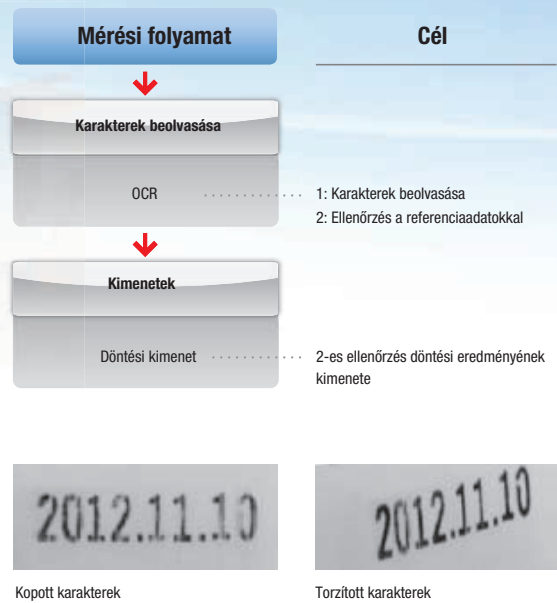 Mérési folyamat
Cél
Karakterek beolvasása
OCR
1: Karakterek beolvasása
2: Ellenőrzés a referenciaadatokkal
Kimenetek
Döntési kimenet
2-es ellenőrzés döntési eredményének
kimenete
2012.11.10
2012.11.10
Kopott karakterek
Torzított karakterek